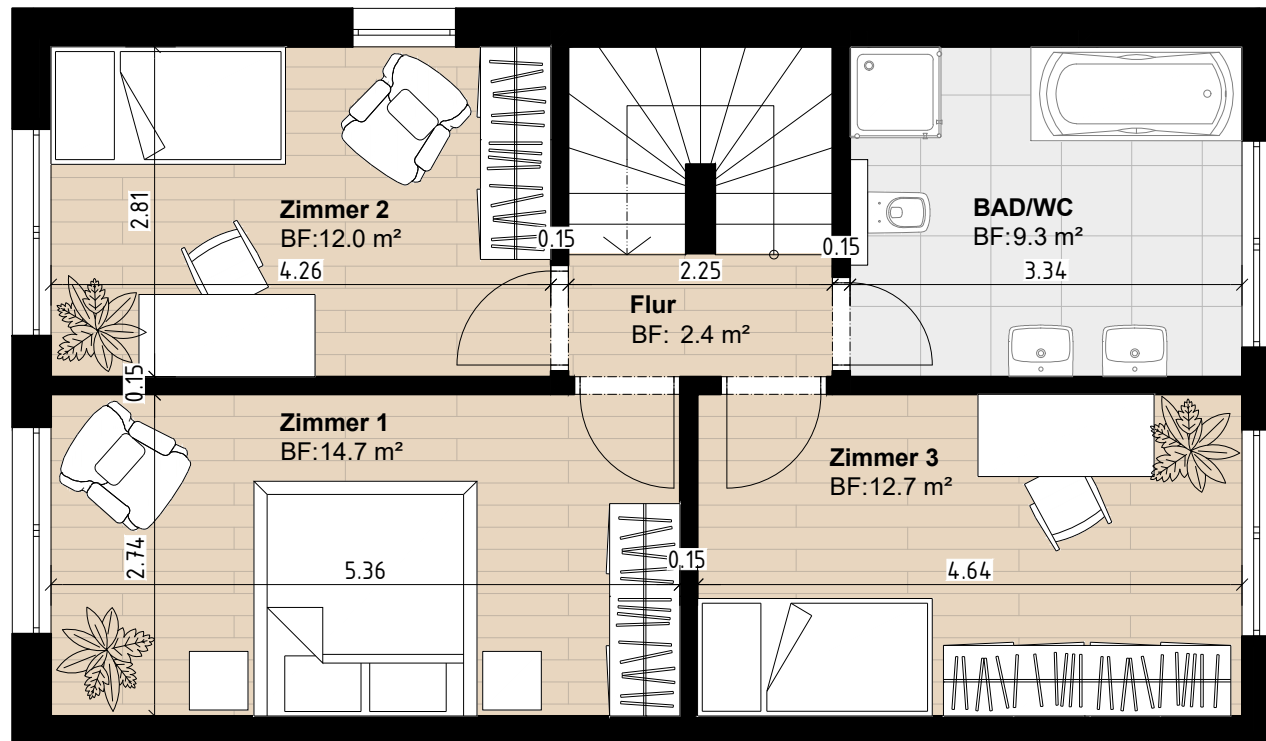 2.81
Zimmer 2
BF:12.0 m²
4.26
0.15
2.25
0.15
BAD/WC
BF:9.3 m²
3.34
Flur
BF: 2.4 m²
0.15
Zimmer 1
BF:14.7 m²
2.74
5.36
0.15
Zimmer 3
BF:12.7 m²
4.64